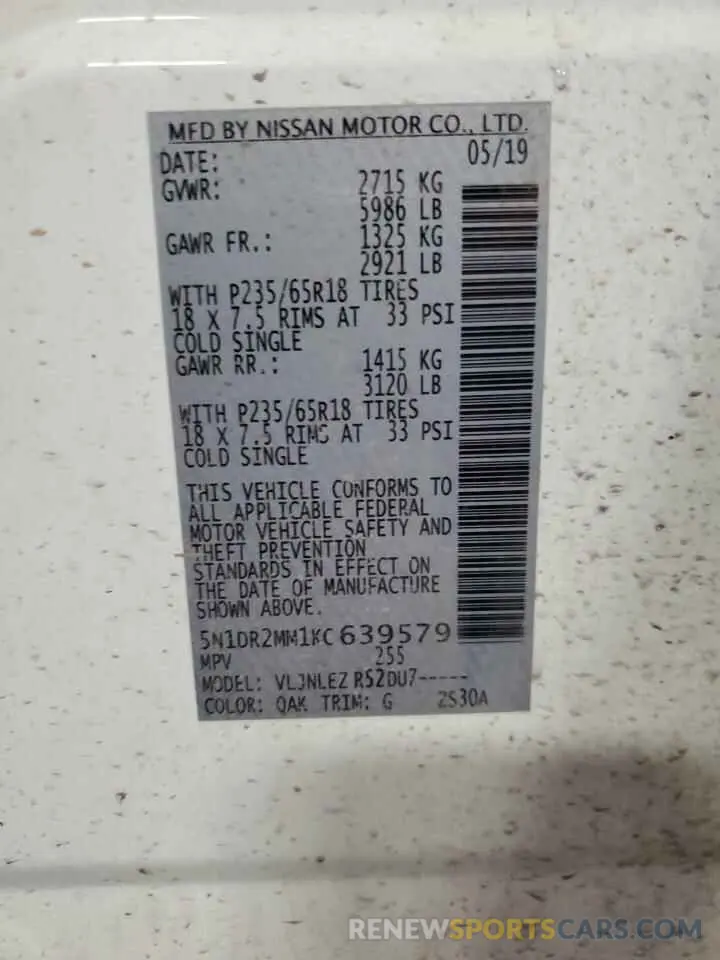 MFD BY NISSAN MOTOR CO., LTD.
DATE: 05/19
GVWR: 2715 KG
5986 LB
GAWR FR.: 1325 KG
2921 LB
WITH P235/65R18 TIRES
18 X 7.5 RIMS AT 33 PSI
COLD SINGLE
GAWR RR.: 1415 KG
3120 LB
WITH P235/65R18 TIRES
18 X 7.5 RIMS AT 33 PSI
COLD SINGLE
THIS VEHICLE CONFORMS TO
ALL APPLICABLE FEDERAL
MOTOR VEHICLE SAFETY AND
THEFT PREVENTION
STANDARDS IN EFFECT ON
THE DATE OF MANUFACTURE
SHOWN ABOVE.
5N1DR2MM1KC639579
MPV 255
MODEL: VLJNLEZ R52DU7-----
COLOR: QAK TRIM: G 2S30A
RENEWSPORTSCARS.COM